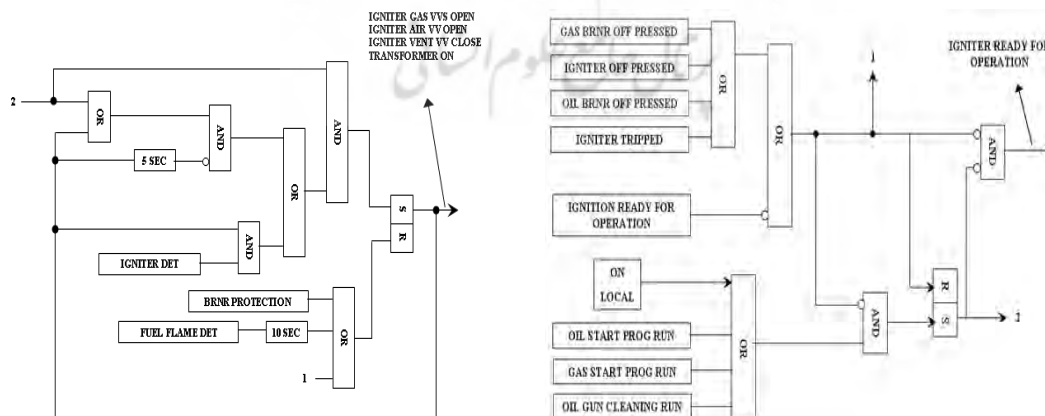 IGNITER GAS VVS OPEN
IGNITER AIR VV OPEN
IGNITER VENT VV CLOSE
TRANSFORMER ON
2
OR
AND
5 SEC
OR
AND
AND
IGNITER DET
S
R
BRNR PROTECTION
FUEL FLAME DET
10 SEC
OR
1
GAS BRNR OFF PRESSED
IGNITER OFF PRESSED
OIL BRNR OFF PRESSED
IGNITER TRIPPED
OR
OR
IGNITION READY FOR
OPERATION
1
IGNITER READY FOR
OPERATION
AND
ON
LOCAL
OIL START PROG RUN
GAS START PROG RUN
OIL GUN CLEANING RUN
OR
AND
R
S